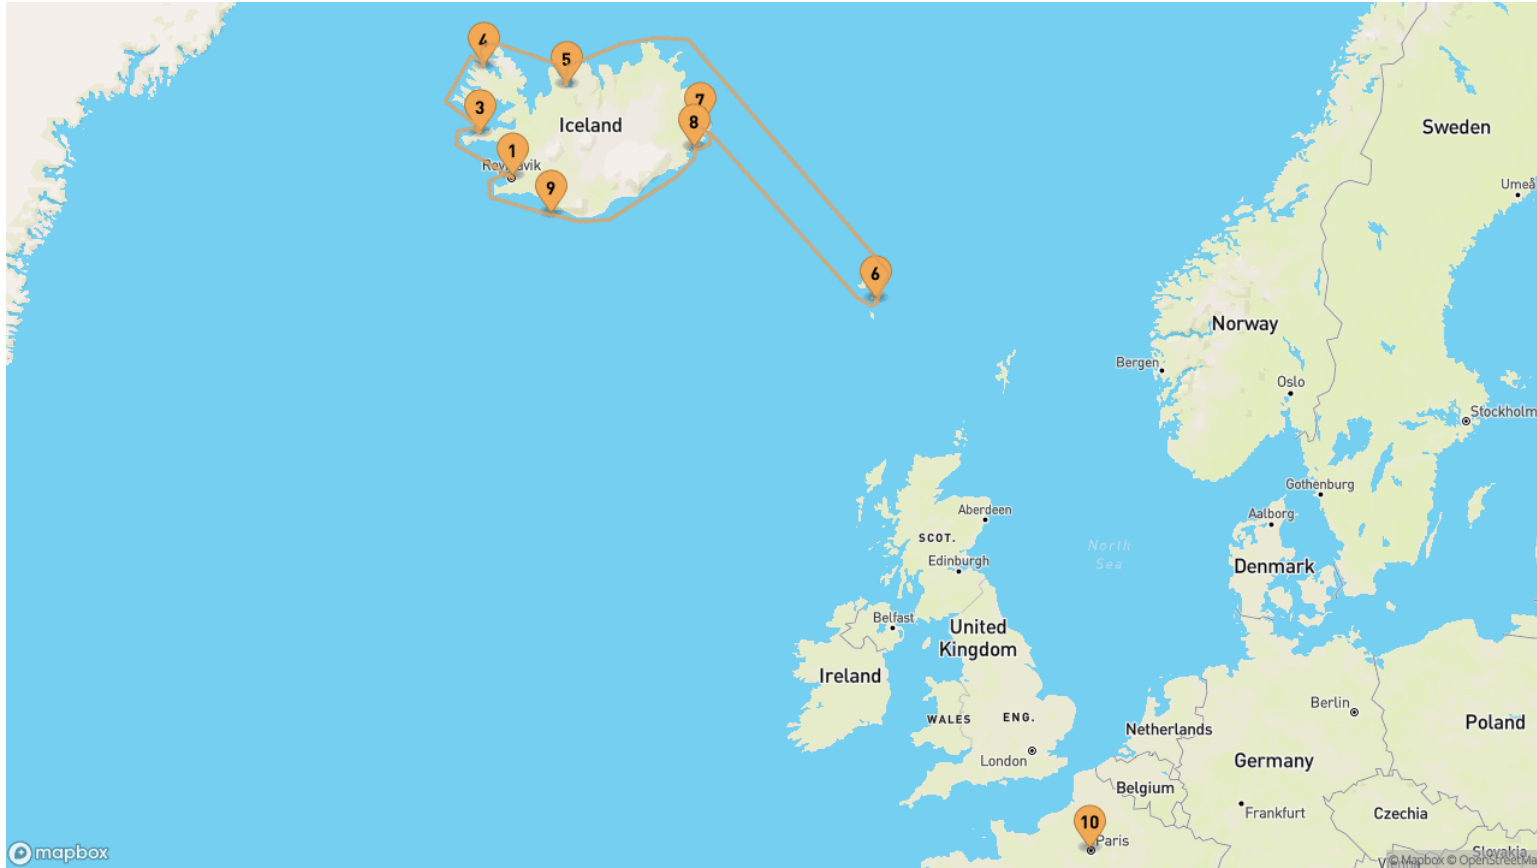 4
5
7
3
8
Iceland
Sweden
1
Reykjavik
9
Umeå
6
Norway
Bergen
Oslo
Stockholm
Gothenburg
Aberdeen
Aalborg
SCOT.
North
Sea
Edinburgh
Denmark
Belfast
United
Kingdom
Ireland
Berlin
WALES
ENG.
Netherlands
Poland
London
Germany
Belgium
Frankfurt
Czechia
10
Paris
mapbox
Slovakia
© Mapbox © OpenStreetMa